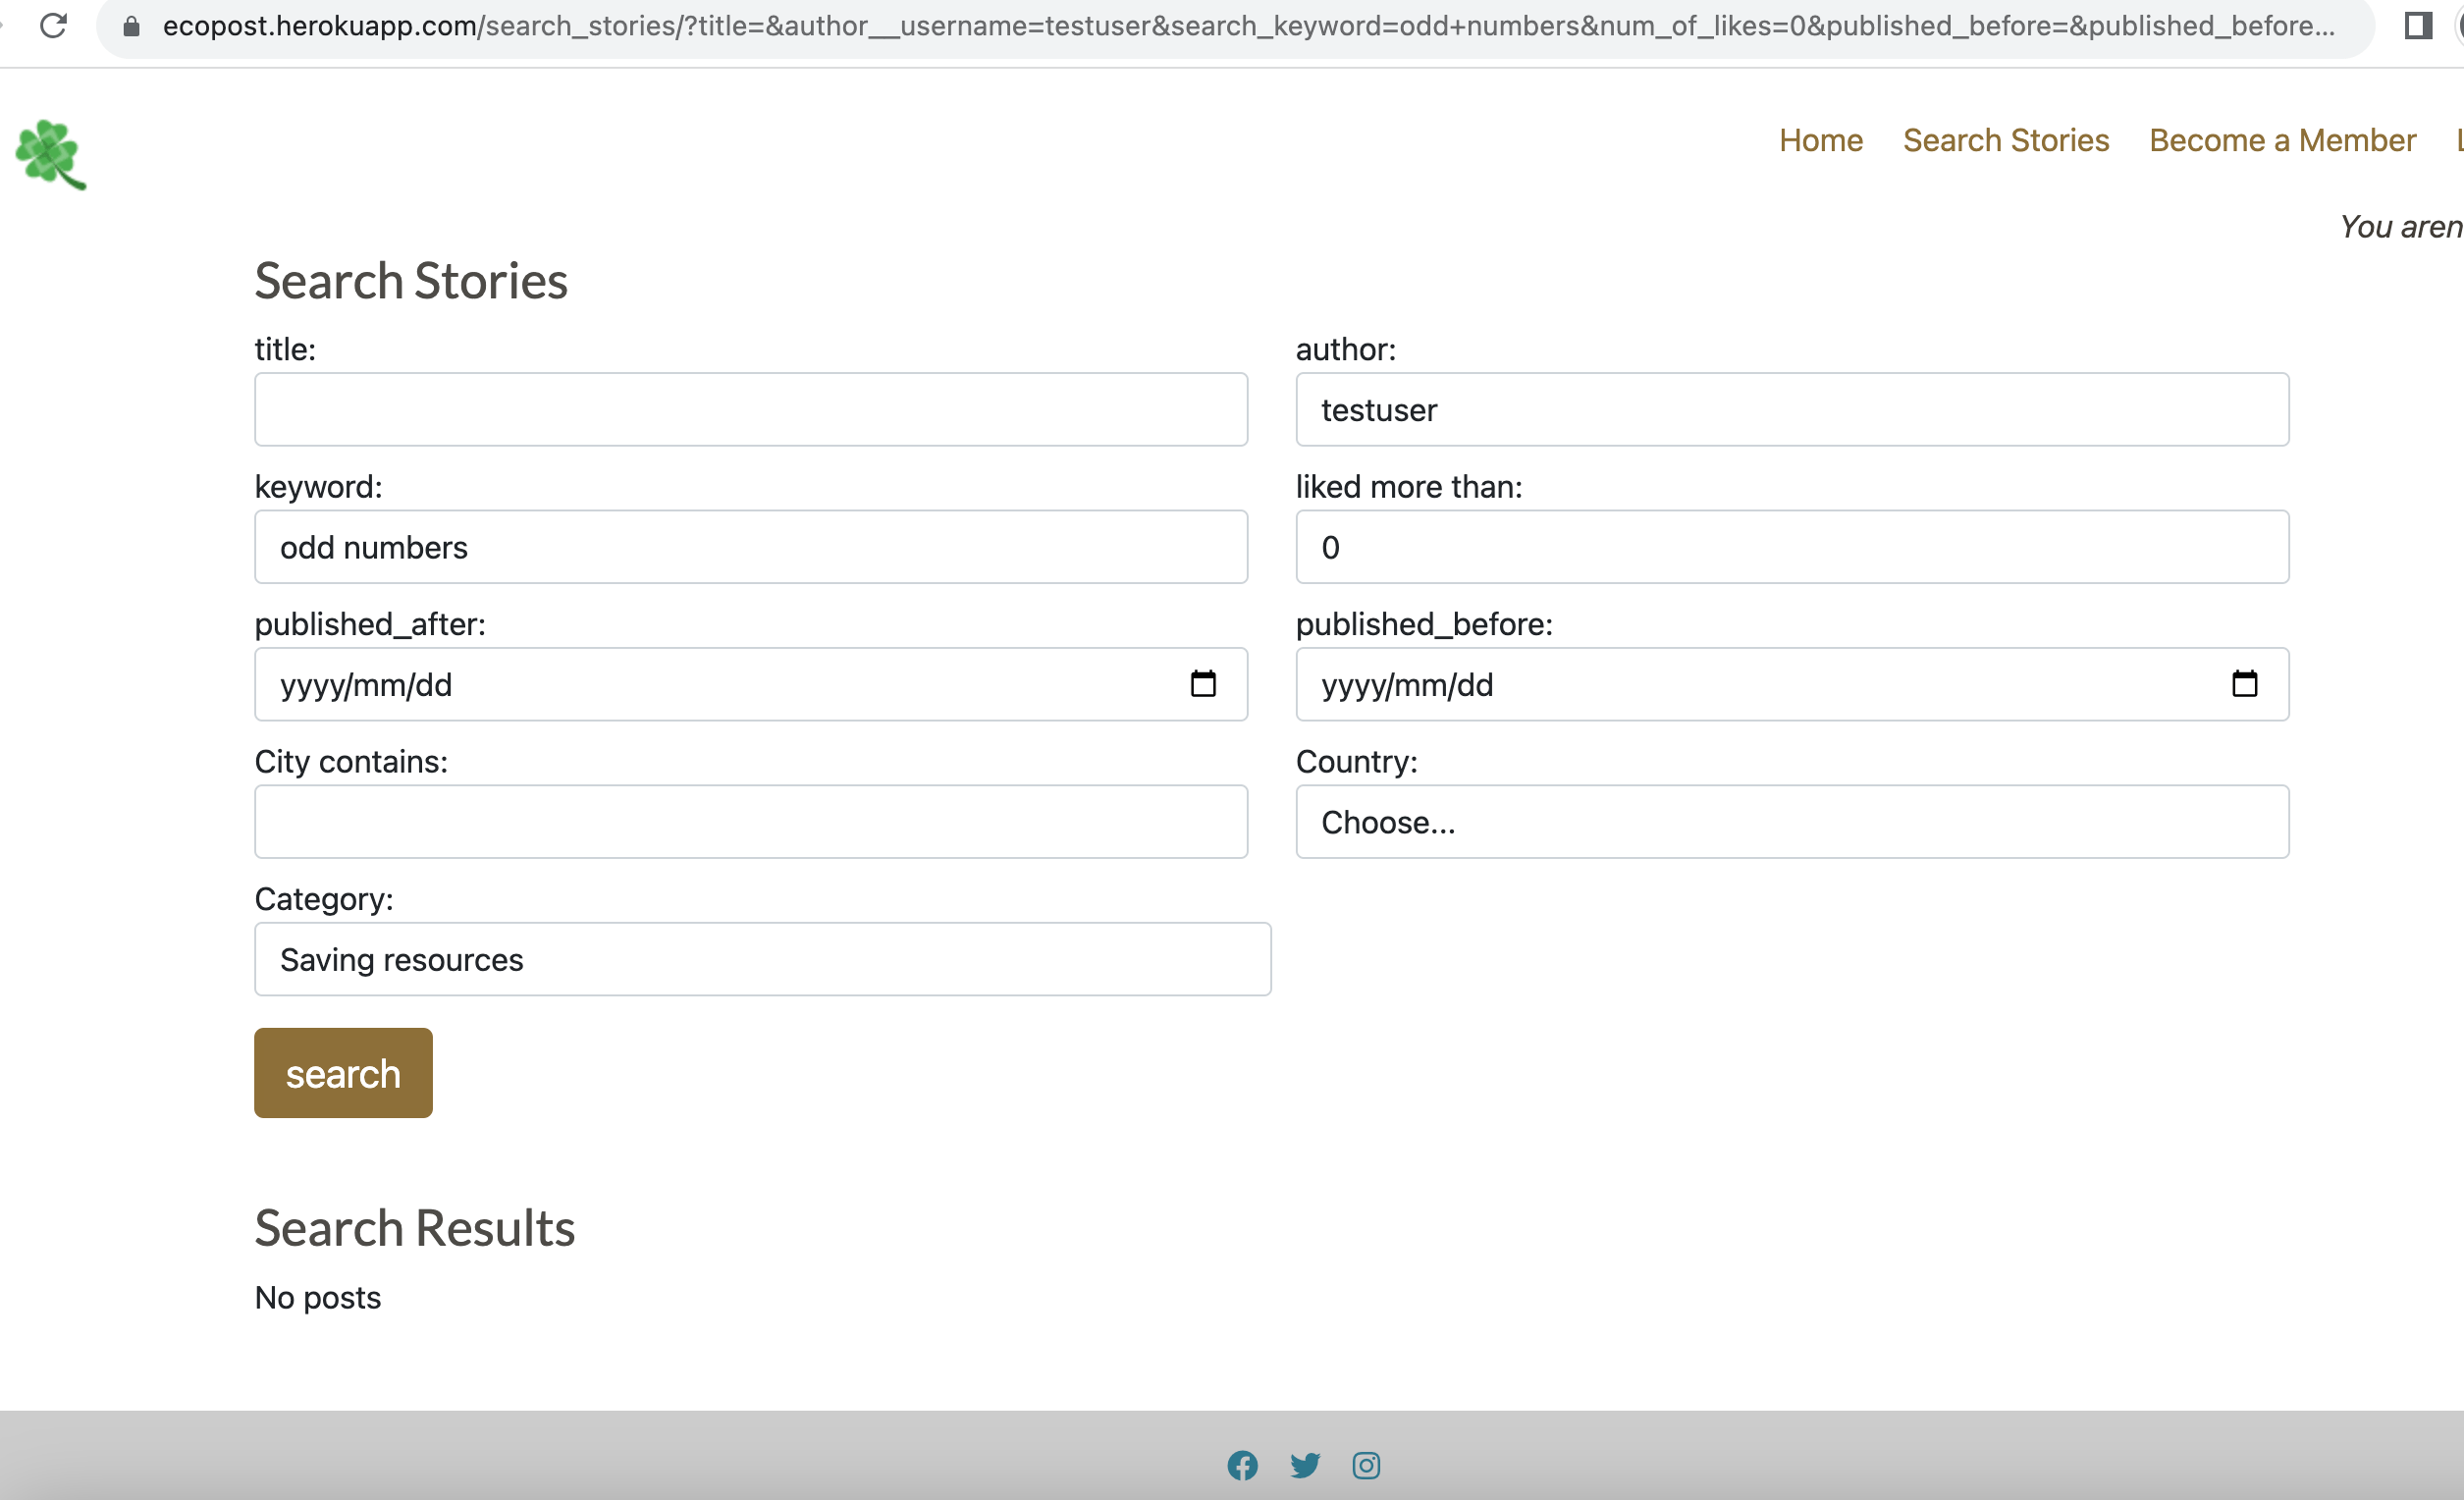 ecopost.herokuapp.com/search_stories/?title=&author__username=testuser&search_keyword=odd+numbers&num_of_likes=0&published_before=&published_before...
Home Search Stories Become a Member
You aren
Search Stories
title: author:
testuser
keyword: liked more than:
odd numbers 0
published_after: published_before:
yyyy/mm/dd yyyy/mm/dd
City contains: Country:
Choose...
Category:
Saving resources
search
Search Results
No posts